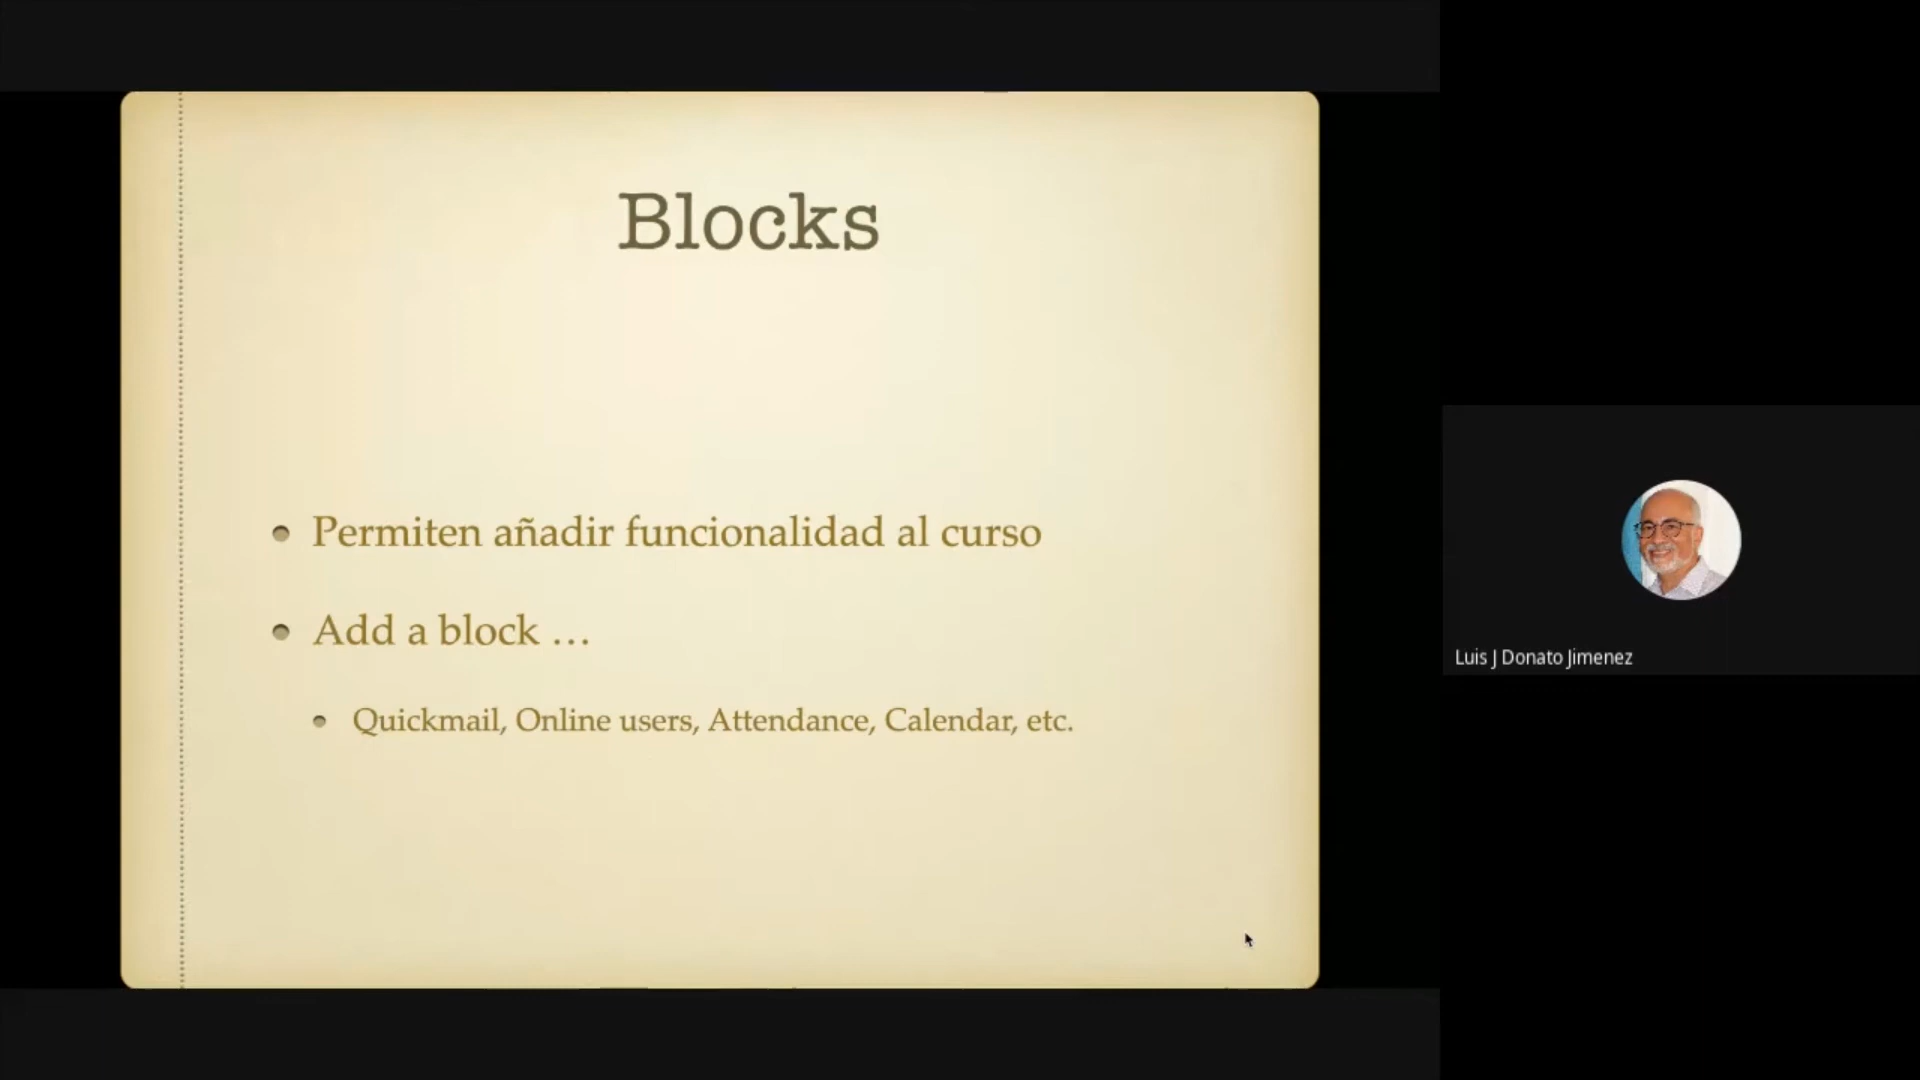 Blocks
Permiten añadir funcionalidad al curso
Add a block …
Quickmail, Online users, Attendance, Calendar, etc.
Luis J Donato Jimenez